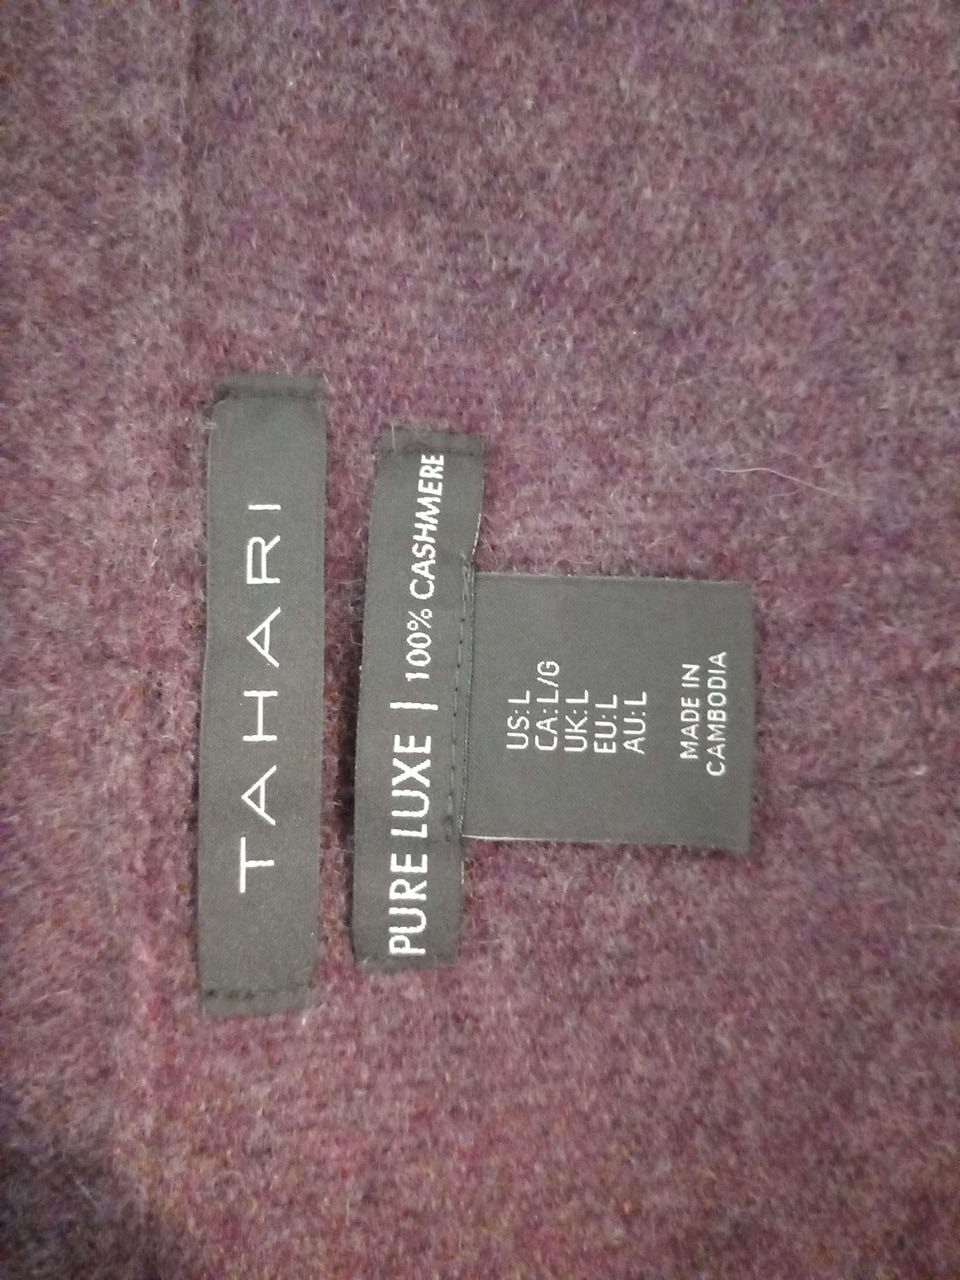 TAHARI
PURE LUXE | 100% CASHMERE
US: L
CA: L/G
UK: L
EU: L
AU: L
MADE IN
CAMBODIA